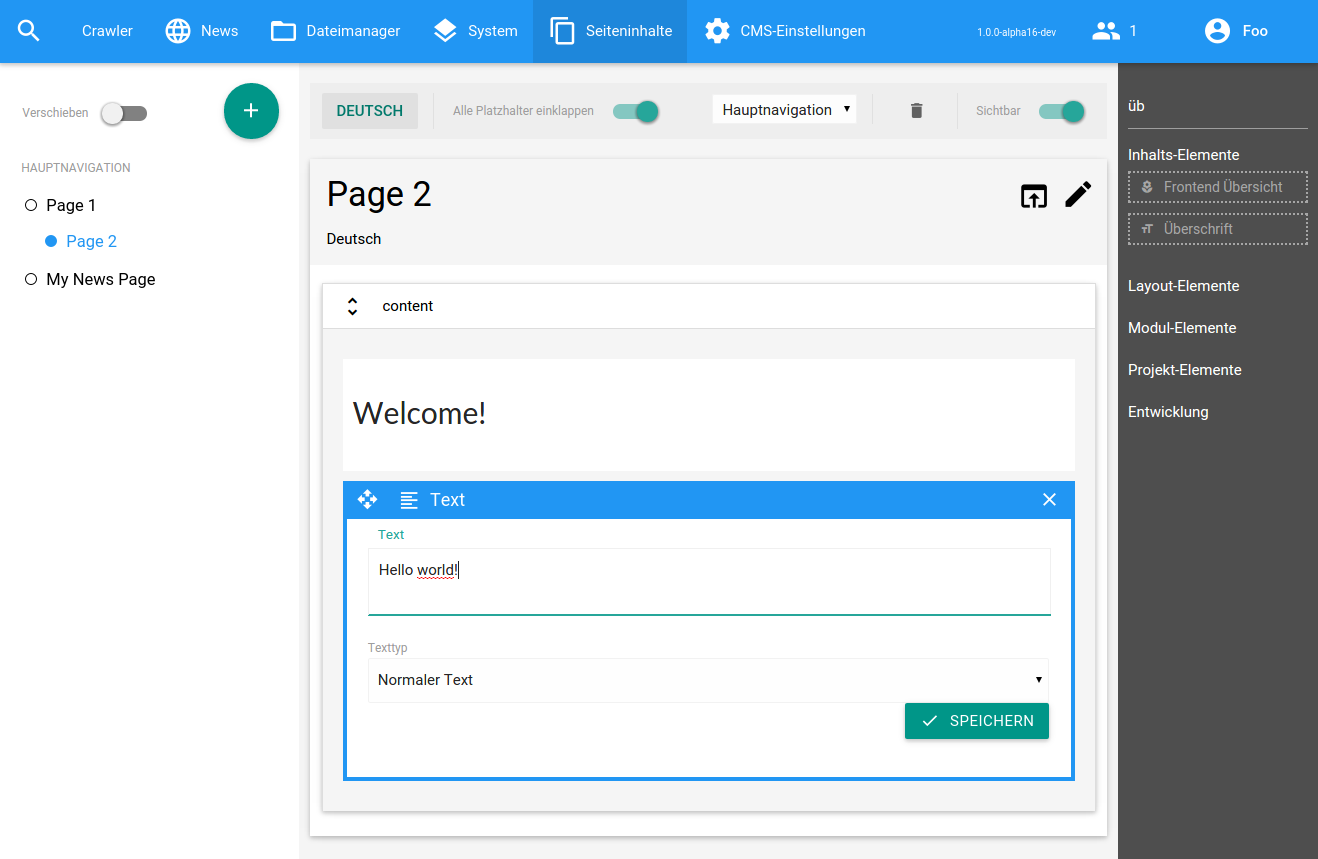 Crawler News Dateimanager System Seiteninhalte CMS-Einstellungen 1.0.0-alpha16-dev 1 Foo
Verschieben
HAUPTNAVIGATION
Page 1
Page 2
My News Page
DEUTSCH Alle Platzhalter einklappen Hauptnavigation Sichtbar
Page 2
Deutsch
content
Welcome!
Text
Text
Hello world!
Texttyp
Normaler Text
SPEICHERN
üb
Inhalts-Elemente
Frontend Übersicht
Überschrift
Layout-Elemente
Modul-Elemente
Projekt-Elemente
Entwicklung